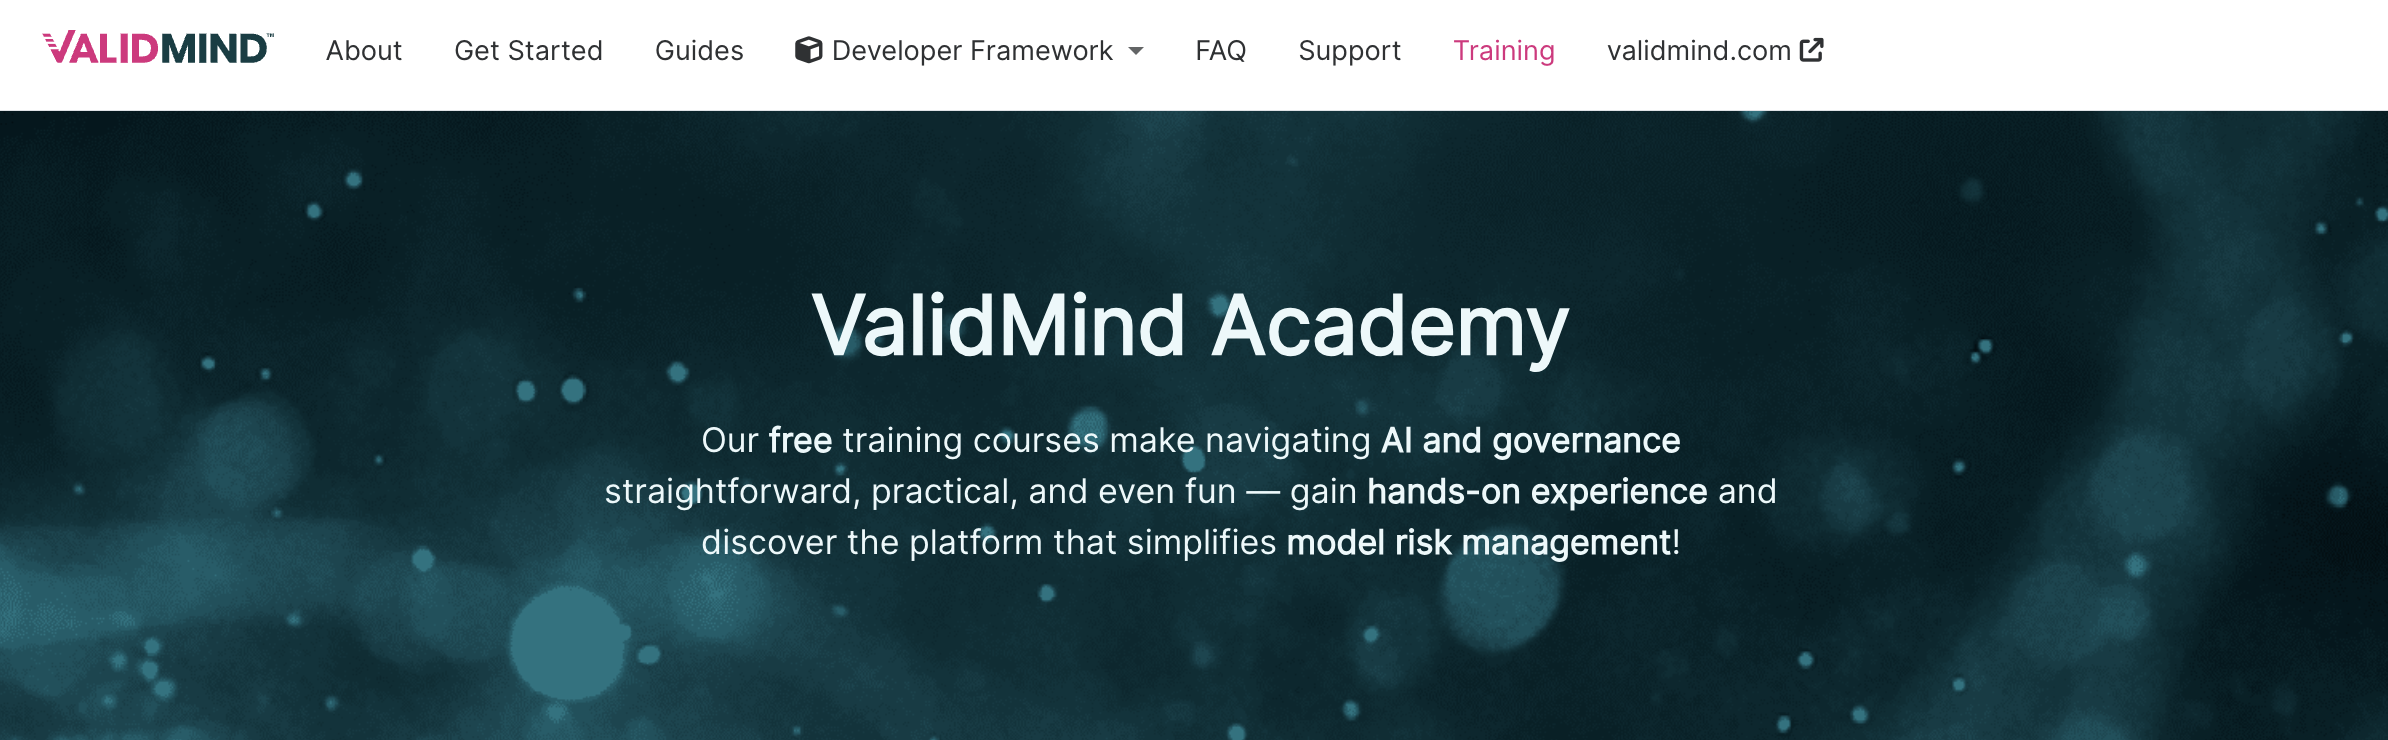 VALIDMIND™ About Get Started Guides Developer Framework FAQ Support Training validmind.com
ValidMind Academy
Our free training courses make navigating AI and governance
straightforward, practical, and even fun — gain hands-on experience and
discover the platform that simplifies model risk management!